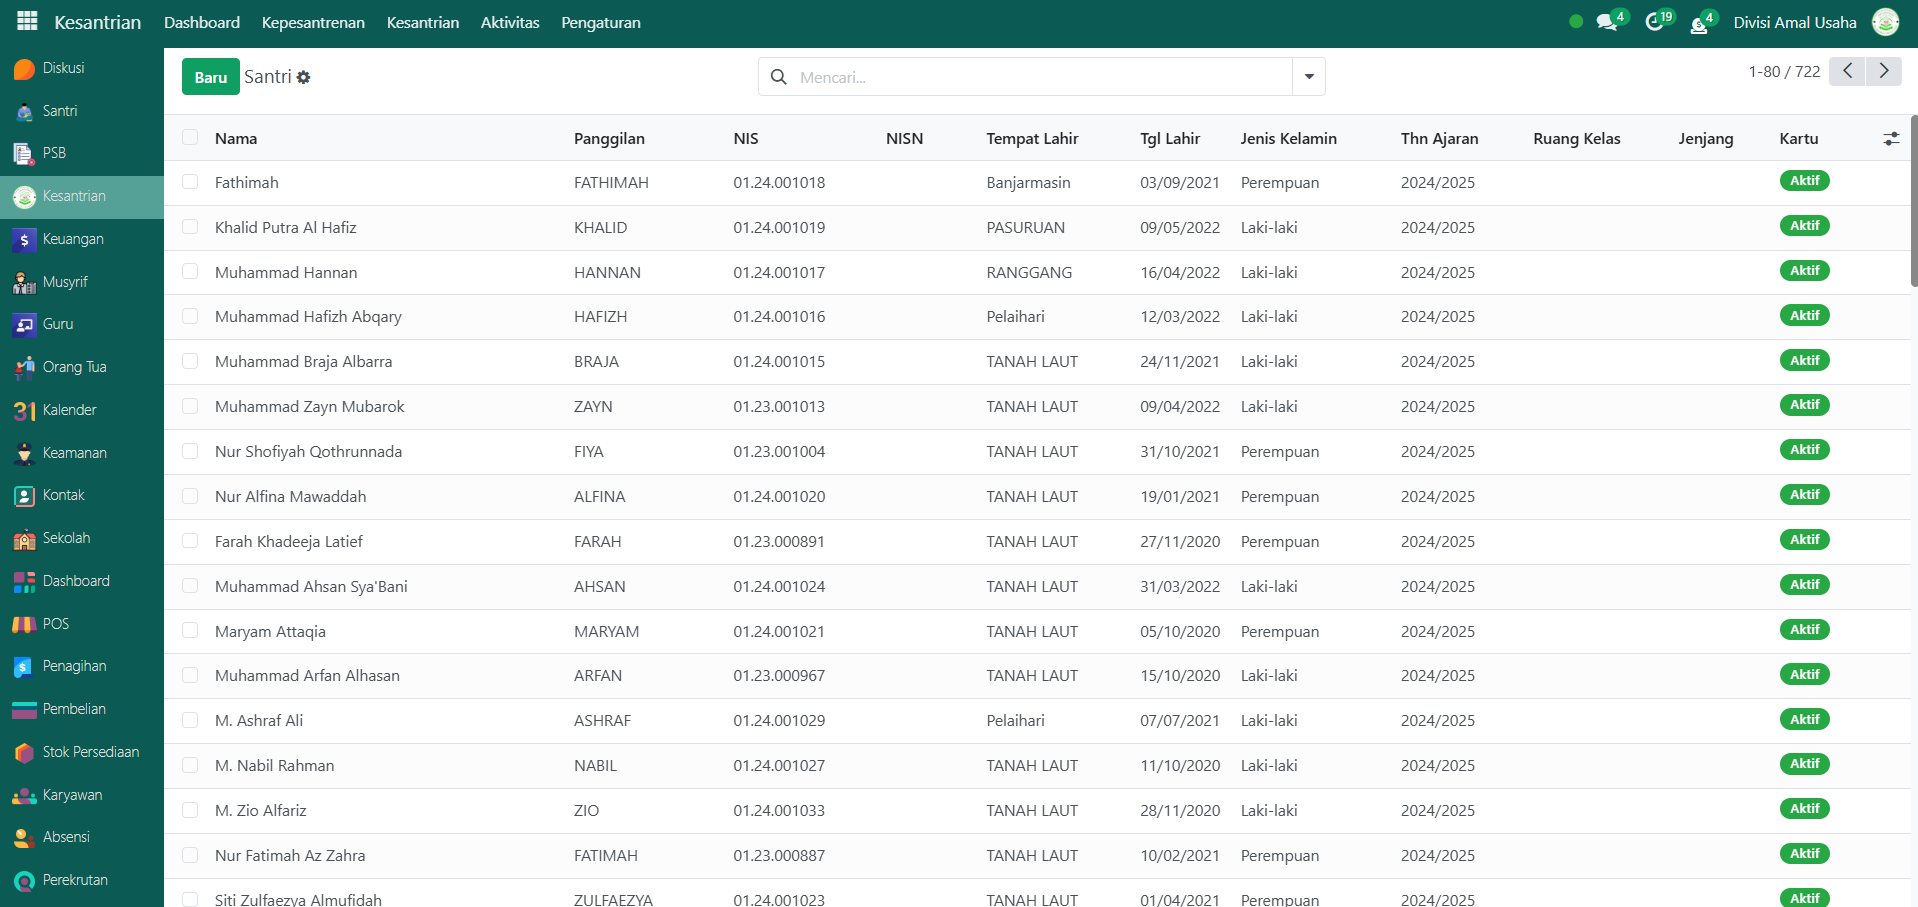 Kesantrian Dashboard Kepesantrenan Kesantrian Aktivitas Pengaturan 4 19 4 Divisi Amal Usaha
Diskusi
Santri
PSB
Kesantrian
Keuangan
Musyrif
Guru
Orang Tua
31 Kalender
Keamanan
Kontak
Sekolah
Dashboard
POS
Penagihan
Pembelian
Stok Persediaan
Karyawan
Absensi
Perekrutan
Baru Santri Mencari... 1-80 / 722
Nama Panggilan NIS NISN Tempat Lahir Tgl Lahir Jenis Kelamin Thn Ajaran Ruang Kelas Jenjang Kartu
Fathimah FATHIMAH 01.24.001018 Banjarmasin 03/09/2021 Perempuan 2024/2025 Aktif
Khalid Putra Al Hafiz KHALID 01.24.001019 PASURUAN 09/05/2022 Laki-laki 2024/2025 Aktif
Muhammad Hannan HANNAN 01.24.001017 RANGGANG 16/04/2022 Laki-laki 2024/2025 Aktif
Muhammad Hafizh Abqary HAFIZH 01.24.001016 Pelaihari 12/03/2022 Laki-laki 2024/2025 Aktif
Muhammad Braja Albarra BRAJA 01.24.001015 TANAH LAUT 24/11/2021 Laki-laki 2024/2025 Aktif
Muhammad Zayn Mubarok ZAYN 01.23.001013 TANAH LAUT 09/04/2022 Laki-laki 2024/2025 Aktif
Nur Shofiyah Qothrunnada FIYA 01.23.001004 TANAH LAUT 31/10/2021 Perempuan 2024/2025 Aktif
Nur Alfina Mawaddah ALFINA 01.24.001020 TANAH LAUT 19/01/2021 Perempuan 2024/2025 Aktif
Farah Khadeeja Latief FARAH 01.23.000891 TANAH LAUT 27/11/2020 Perempuan 2024/2025 Aktif
Muhammad Ahsan Sya'Bani AHSAN 01.24.001024 TANAH LAUT 31/03/2022 Laki-laki 2024/2025 Aktif
Maryam Attaqia MARYAM 01.24.001021 TANAH LAUT 05/10/2020 Perempuan 2024/2025 Aktif
Muhammad Arfan Alhasan ARFAN 01.23.000967 TANAH LAUT 15/10/2020 Laki-laki 2024/2025 Aktif
M. Ashraf Ali ASHRAF 01.24.001029 Pelaihari 07/07/2021 Laki-laki 2024/2025 Aktif
M. Nabil Rahman NABIL 01.24.001027 TANAH LAUT 11/10/2020 Laki-laki 2024/2025 Aktif
M. Zio Alfariz ZIO 01.24.001033 TANAH LAUT 28/11/2020 Laki-laki 2024/2025 Aktif
Nur Fatimah Az Zahra FATIMAH 01.23.000887 TANAH LAUT 10/02/2021 Perempuan 2024/2025 Aktif
Siti Zulfaezya Almufidah ZULFAEZYA 01.24.001023 TANAH LAUT 01/04/2021 Perempuan 2024/2025 Aktif